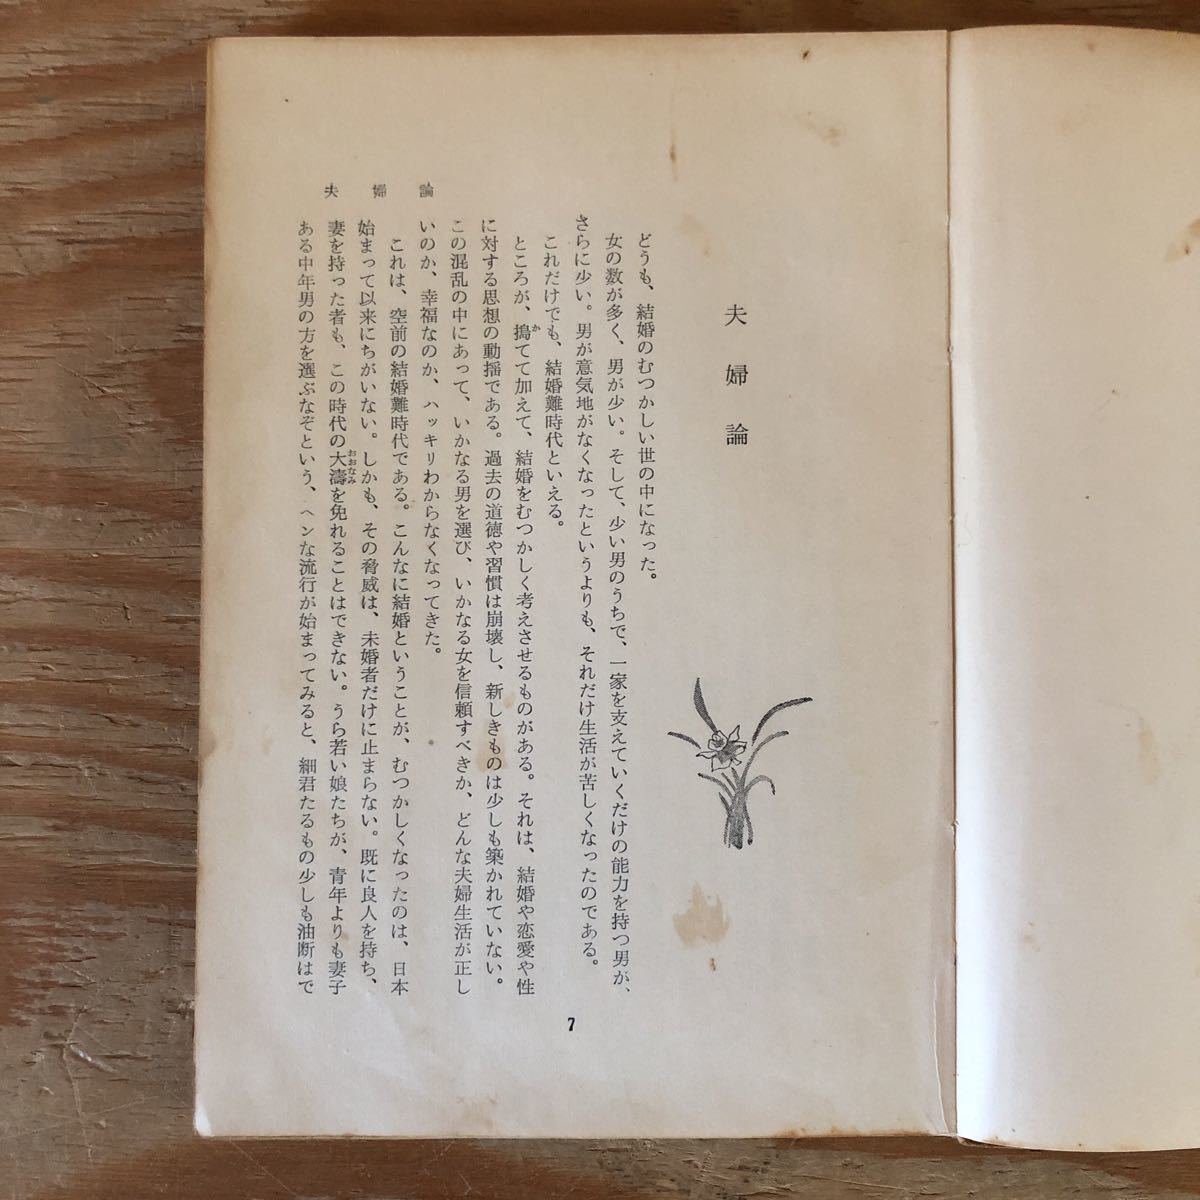 夫婦論
どうも、結婚のむつかしい世の中になった。
女の数が多く、男が少い。そして、少い男のうちで、一家を支えていくだけの能力を持つ男が、
さらに少い。男が意気地がなくなったというよりも、それだけ生活が苦しくなったのである。
これだけでも、結婚難時代といえる。
ところが、搗てて加えて、結婚をむつかしく考えさせるものがある。それは、結婚や恋愛や性
に対する思想の動揺である。過去の道徳や習慣は崩壊し、新しきものは少しも築かれていない。
この混乱の中にあって、いかなる男を選び、いかなる女を信頼すべきか、どんな夫婦生活が正し
いのか、幸福なのか、ハッキリわからなくなってきた。
これは、空前の結婚難時代である。こんなに結婚ということが、むつかしくなったのは、日本
始まって以来にちがいない。しかも、その脅威は、未婚者だけに止まらない。既に良人を持ち、
妻を持った者も、この時代の大濤を免れることはできない。うら若い娘たちが、青年よりも妻子
ある中年男の方を選ぶなぞという、ヘンな流行が始まってみると、細君たるもの少しも油断はで
夫婦論
7